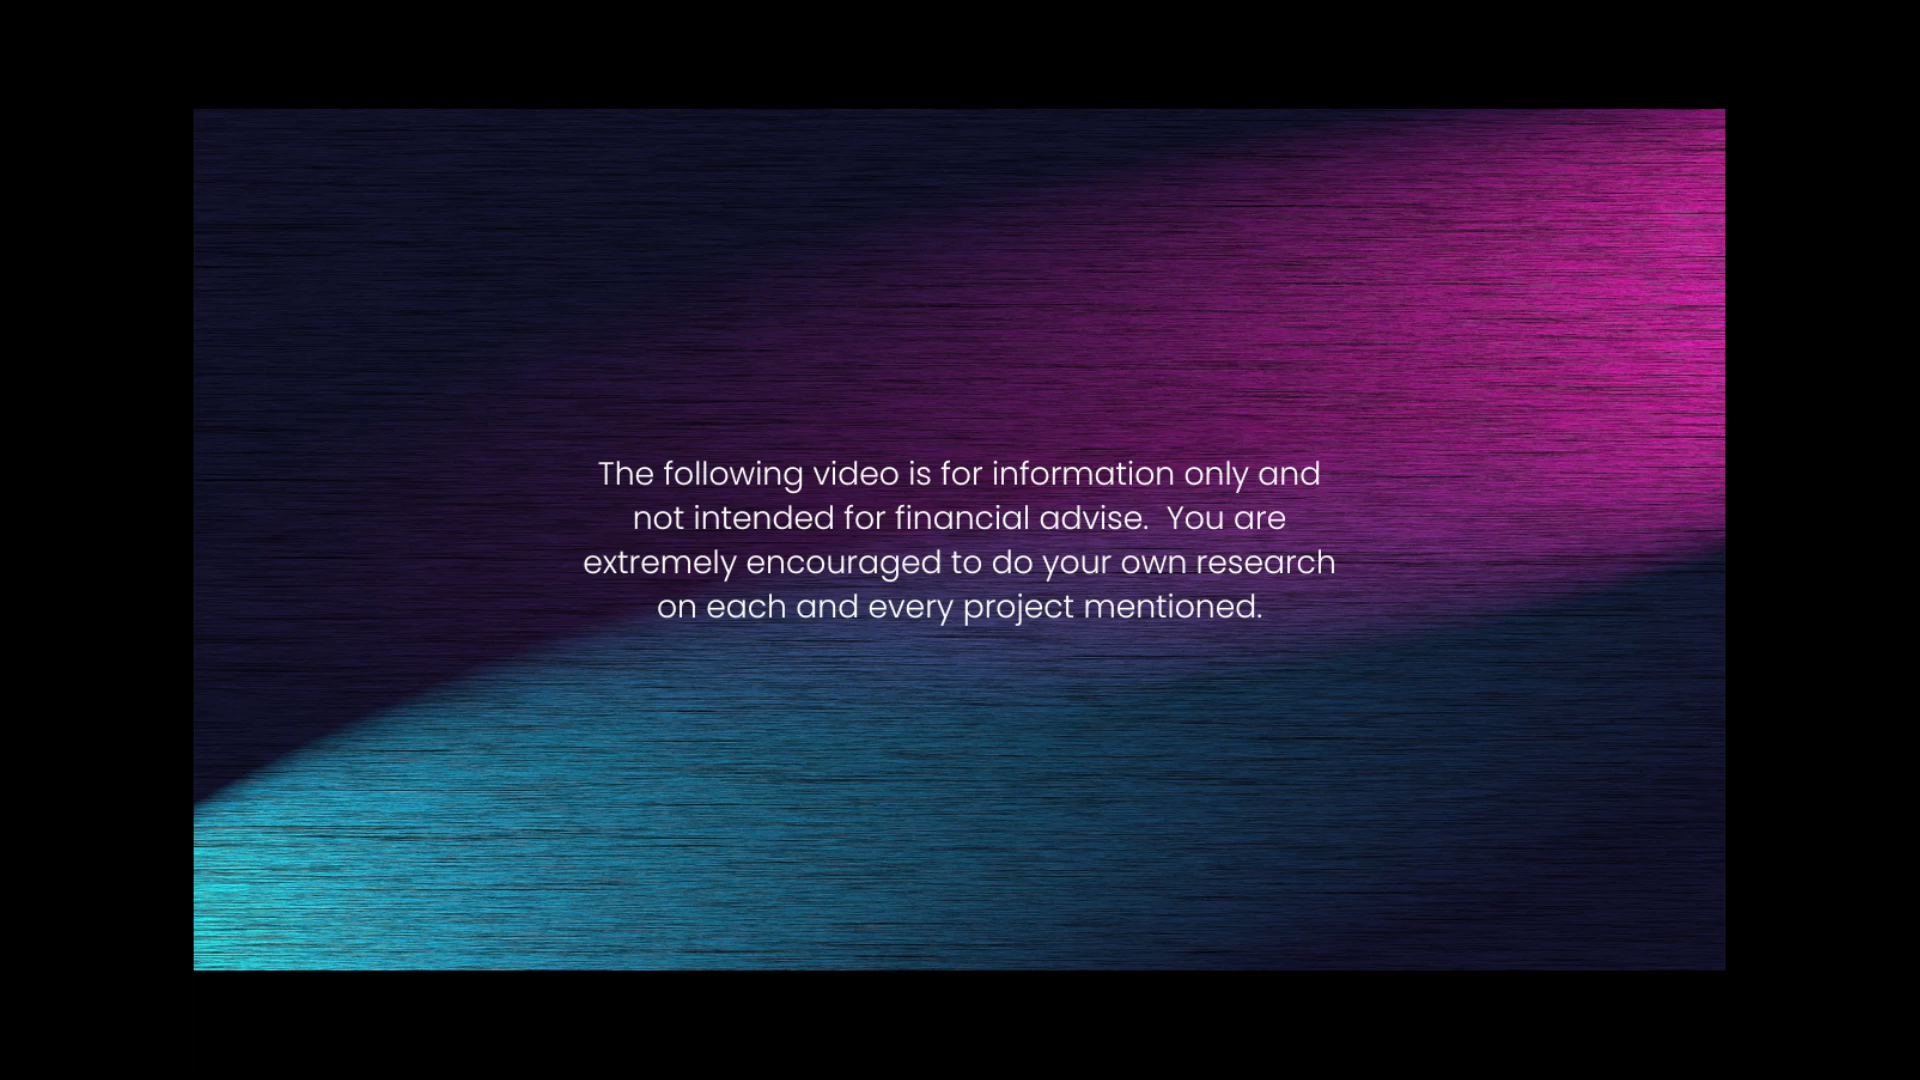 The following video is for information only and
not intended for financial advise.  You are
extremely encouraged to do your own research
on each and every project mentioned.